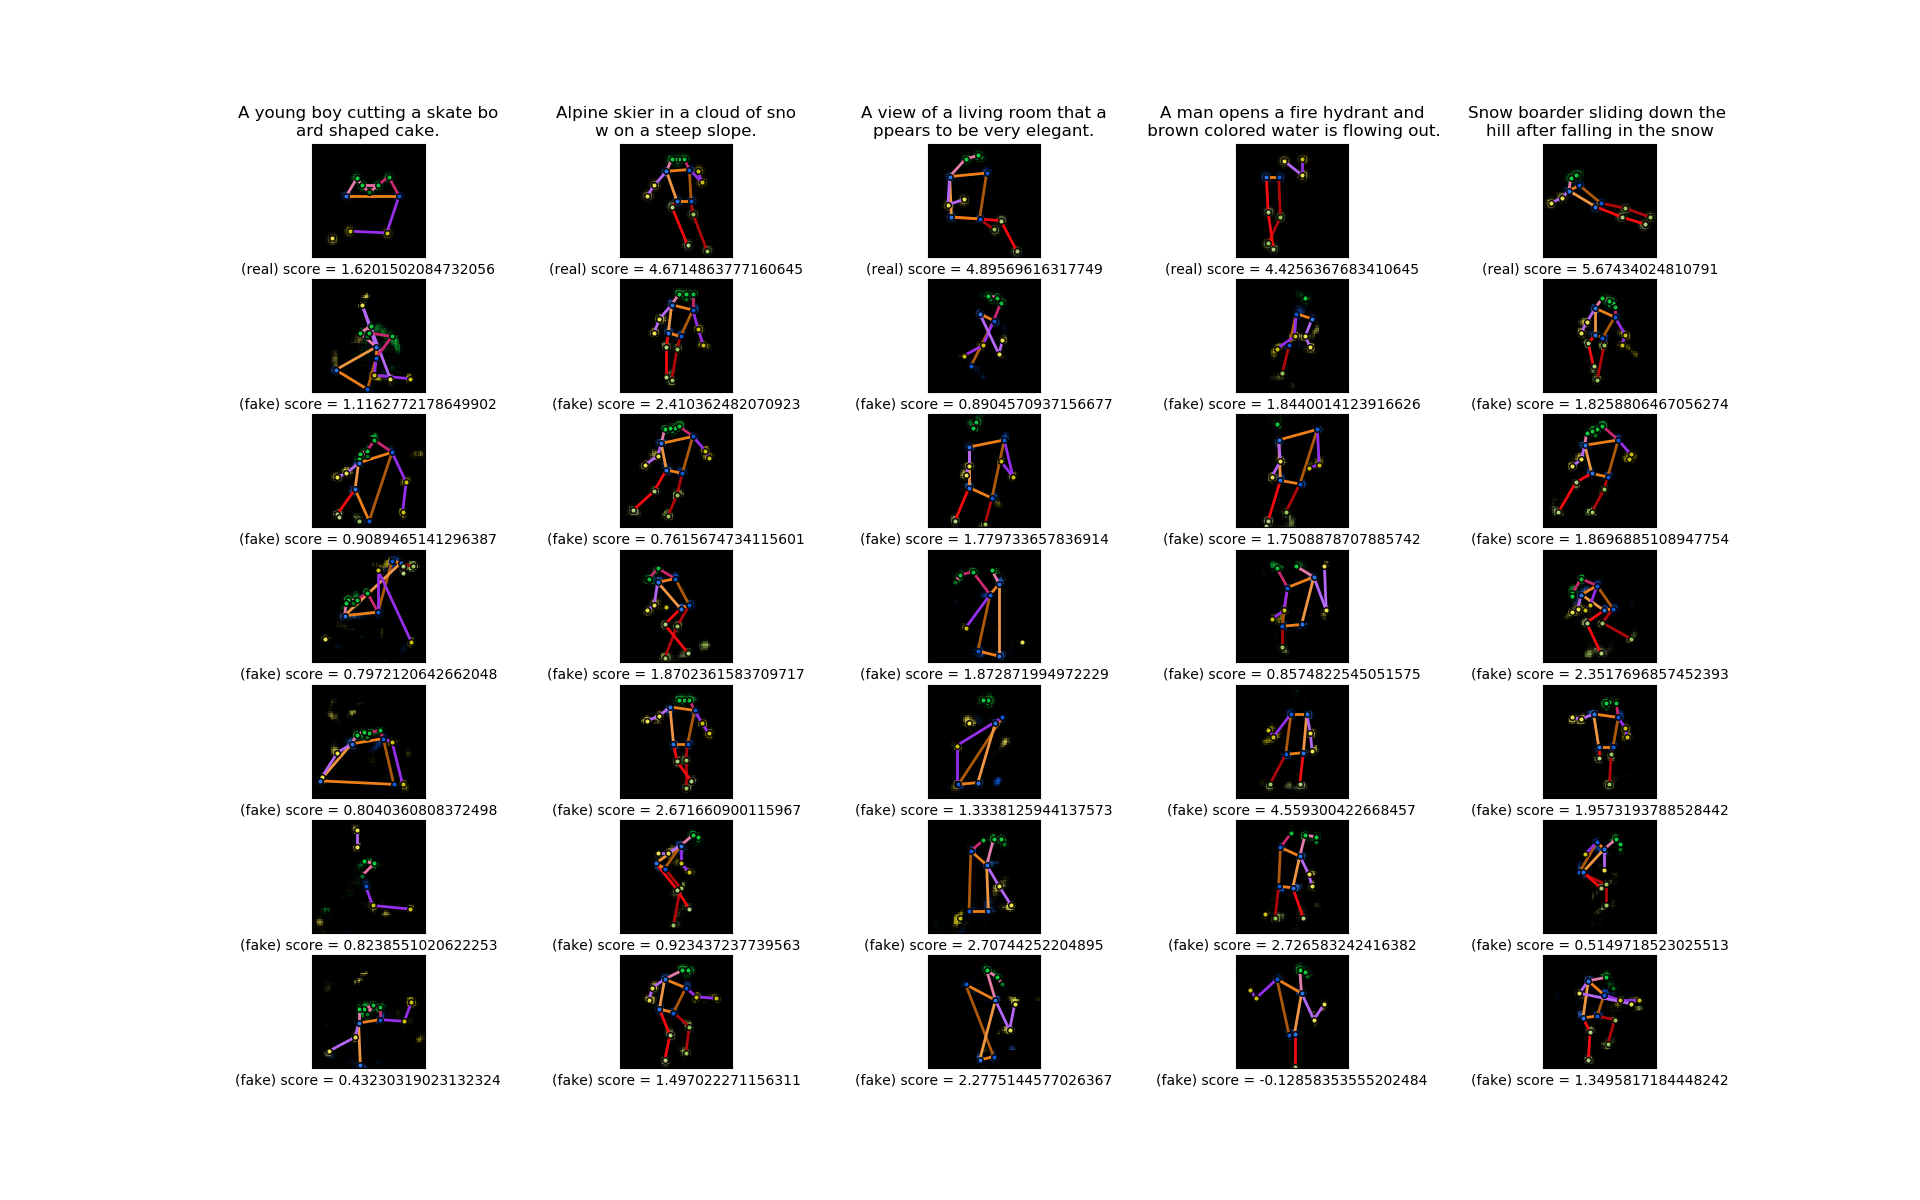 A young boy cutting a skate bo
ard shaped cake.
Alpine skier in a cloud of sno
w on a steep slope.
A view of a living room that a
ppears to be very elegant.
A man opens a fire hydrant and
brown colored water is flowing out.
Snow boarder sliding down the
hill after falling in the snow
(real) score = 1.6201502084732056
(real) score = 4.6714863777160645
(real) score = 4.89569616317749
(real) score = 4.4256367683410645
(real) score = 5.67434024810791
(fake) score = 1.1162772178649902
(fake) score = 2.410362482070923
(fake) score = 0.8904570937156677
(fake) score = 1.8440014123916626
(fake) score = 1.8258806467056274
(fake) score = 0.9089465141296387
(fake) score = 0.7615674734115601
(fake) score = 1.779733657836914
(fake) score = 1.7508878707885742
(fake) score = 1.8696885108947754
(fake) score = 0.7972120642662048
(fake) score = 1.8702361583709717
(fake) score = 1.872871994972229
(fake) score = 0.8574822545051575
(fake) score = 2.3517696857452393
(fake) score = 0.8040360808372498
(fake) score = 2.671660900115967
(fake) score = 1.3338125944137573
(fake) score = 4.559300422668457
(fake) score = 1.9573193788528442
(fake) score = 0.8238551020622253
(fake) score = 0.923437237739563
(fake) score = 2.70744252204895
(fake) score = 2.726583242416382
(fake) score = 0.5149718523025513
(fake) score = 0.43230319023132324
(fake) score = 1.497022271156311
(fake) score = 2.2775144577026367
(fake) score = -0.12858353555202484
(fake) score = 1.3495817184448242